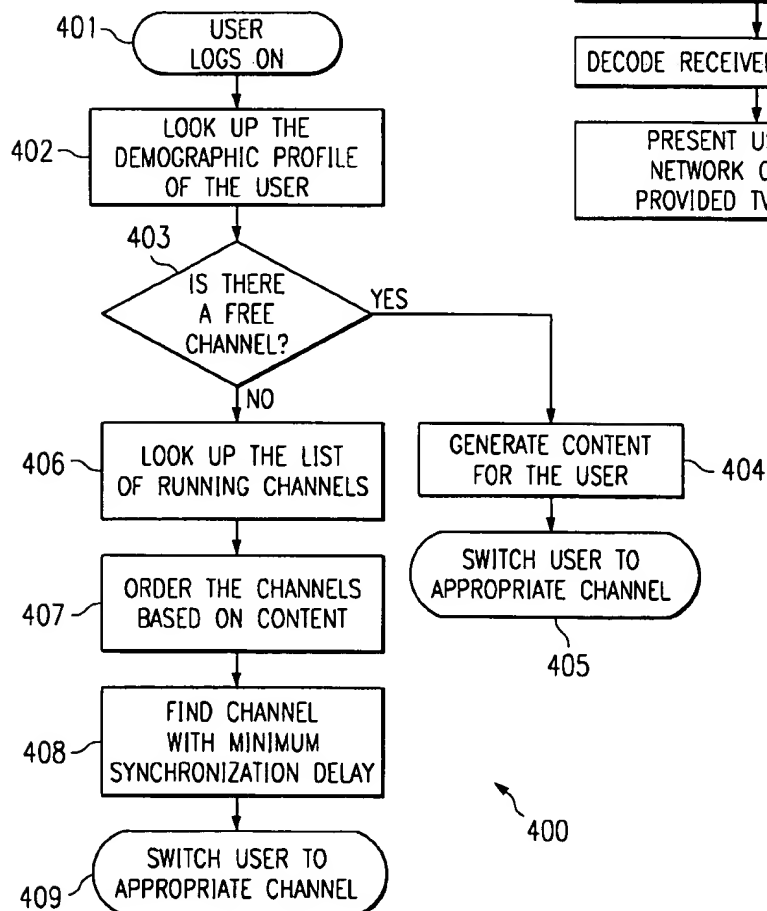 401
USER
LOGS ON
402
LOOK UP THE
DEMOGRAPHIC PROFILE
OF THE USER
403
IS THERE
A FREE
CHANNEL?
YES
NO
406
LOOK UP THE LIST
OF RUNNING CHANNELS
GENERATE CONTENT
FOR THE USER
404
407
ORDER THE CHANNELS
BASED ON CONTENT
SWITCH USER TO
APPROPRIATE CHANNEL
405
408
FIND CHANNEL
WITH MINIMUM
SYNCHRONIZATION DELAY
400
409
SWITCH USER TO
APPROPRIATE CHANNEL
DECODE
PRESENT
NETWORK
PROVIDED